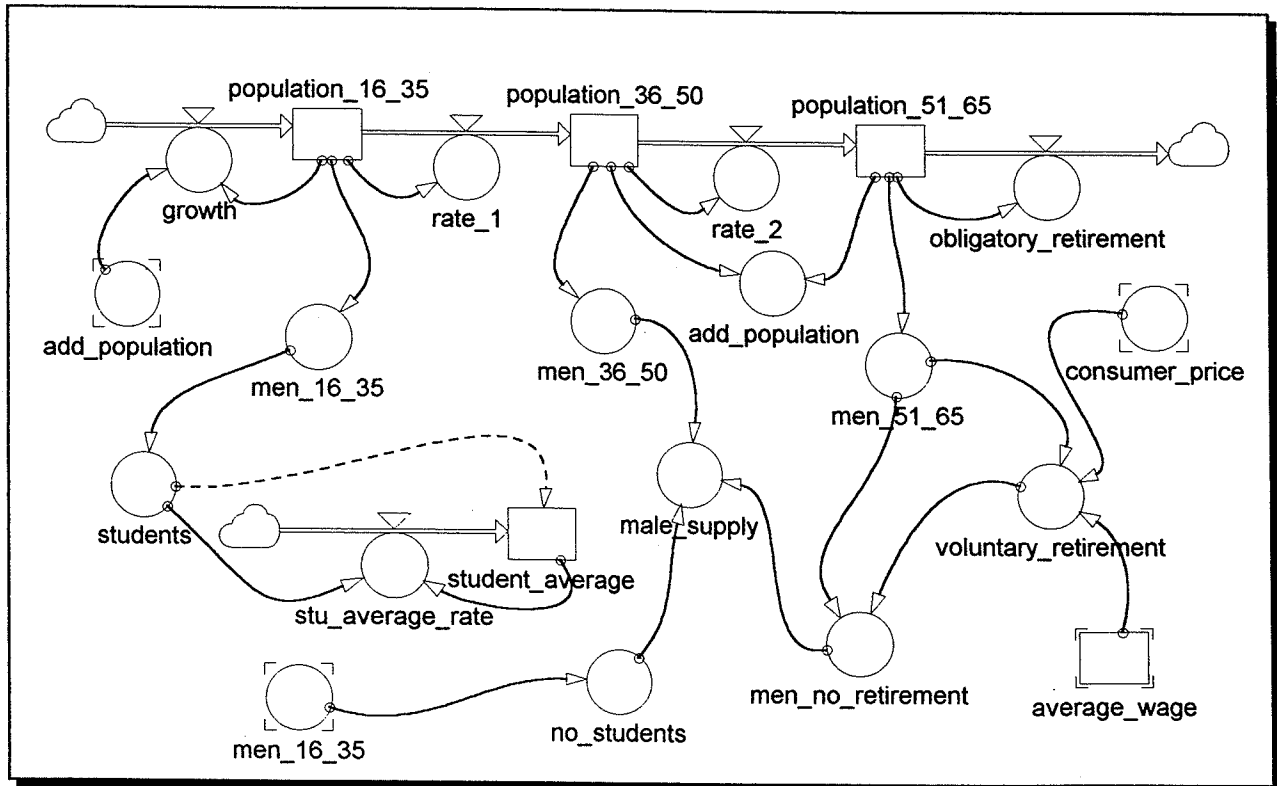 population_16_35
population_36_50
population_51_65
growth
rate_1
rate_2
obligatory_retirement
add_population
men_16_35
men_36_50
add_population
men_51_65
consumer_price
students
student_average
stu_average_rate
male_supply
voluntary_retirement
men_16_35
no_students
men_no_retirement
average_wage